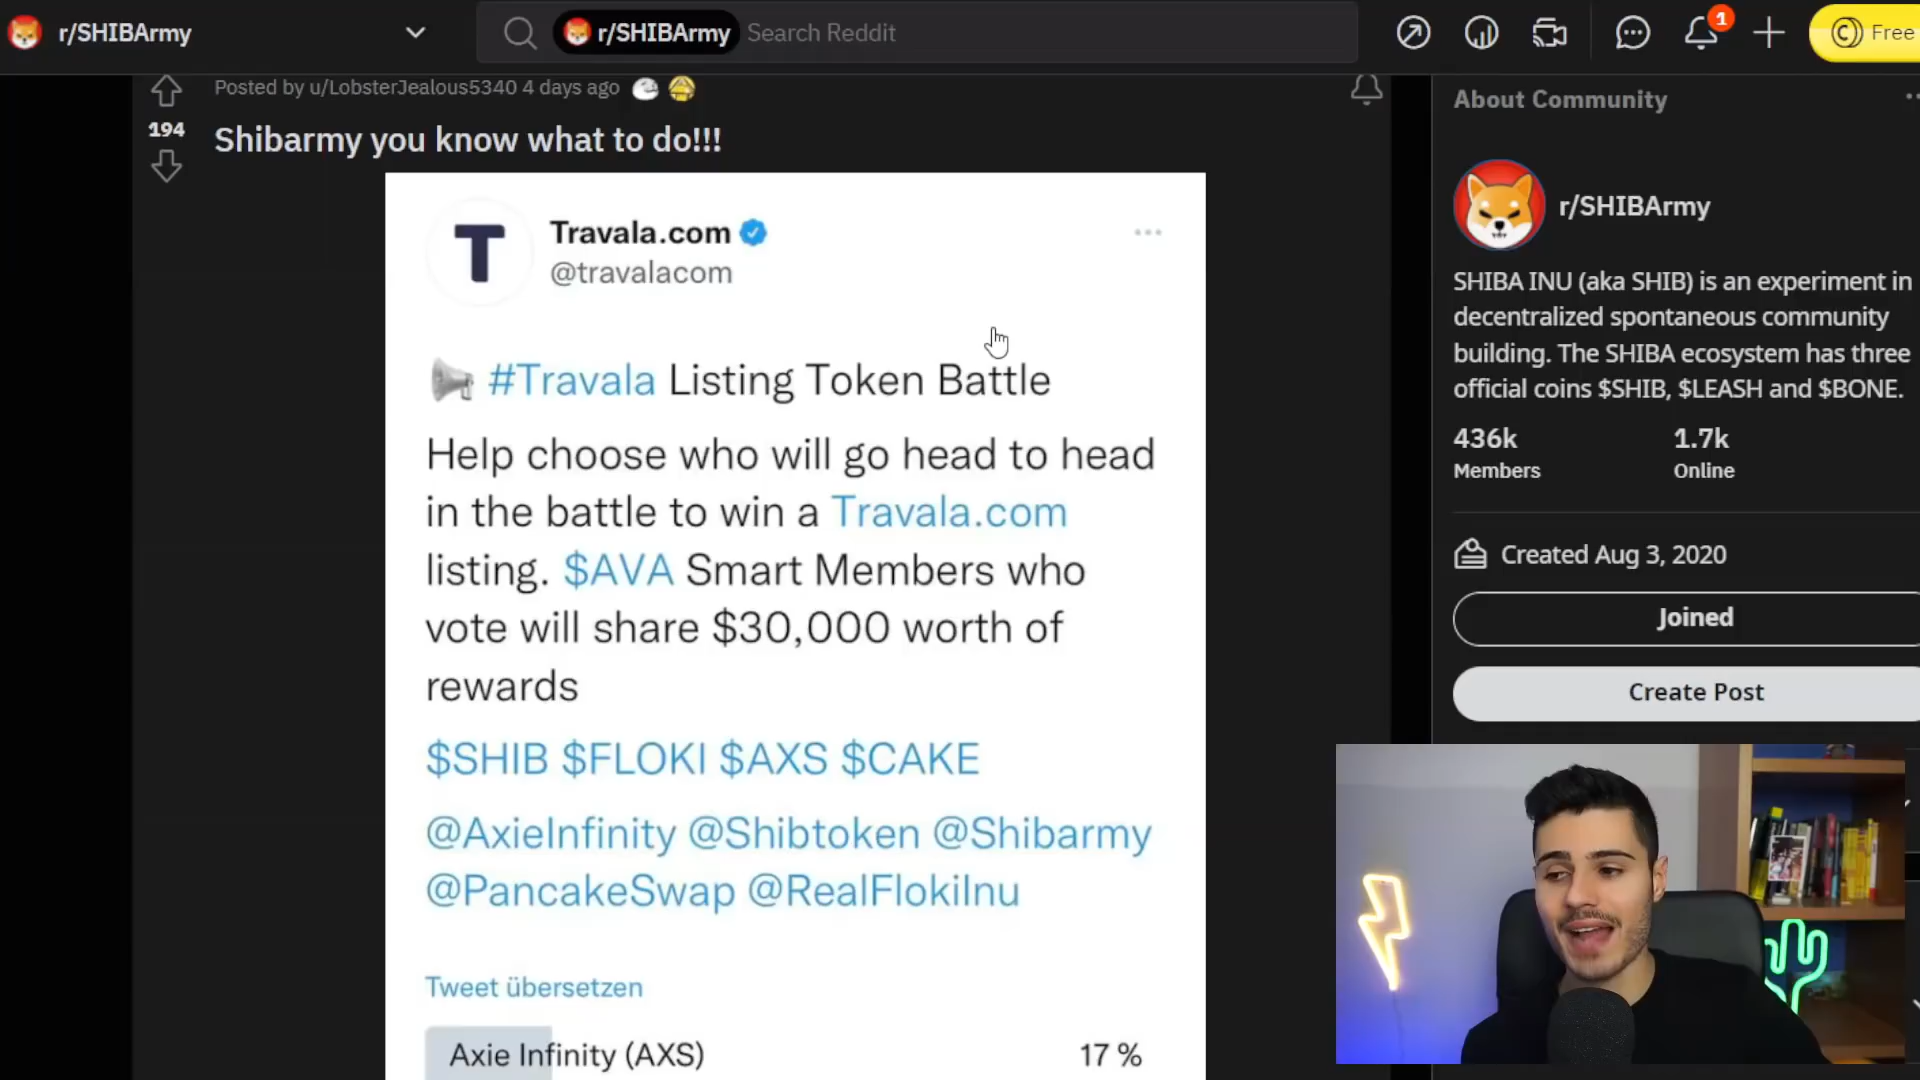 r/SHIBArmy
r/SHIBArmy Search Reddit
1
Free
Posted by u/LobsterJealous5340 4 days ago
194
Shibarmy you know what to do!!!
T
Travala.com
@travalacom
#Travala Listing Token Battle
Help choose who will go head to head
in the battle to win a Travala.com
listing. $AVA Smart Members who
vote will share $30,000 worth of
rewards
$SHIB $FLOKI $AXS $CAKE
@AxieInfinity @Shibtoken @Shibarmy
@PancakeSwap @RealFlokiInu
Tweet übersetzen
Axie Infinity (AXS) 17 %
About Community
r/SHIBArmy
SHIBA INU (aka SHIB) is an experiment in
decentralized spontaneous community
building. The SHIBA ecosystem has three
official coins $SHIB, $LEASH and $BONE.
436k 1.7k
Members Online
Created Aug 3, 2020
Joined
Create Post